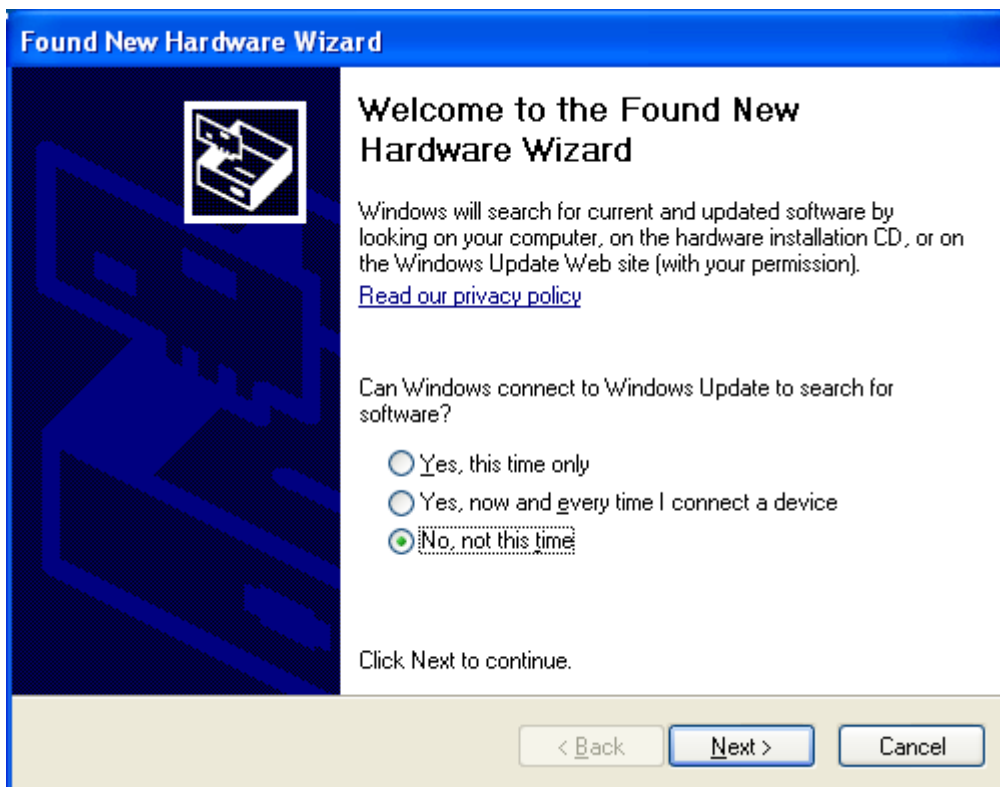 Found New Hardware Wizard
Welcome to the Found New
Hardware Wizard
Windows will search for current and updated software by
looking on your computer, on the hardware installation CD, or on
the Windows Update Web site (with your permission).
Read our privacy policy
Can Windows connect to Windows Update to search for
software?
Yes, this time only
Yes, now and every time I connect a device
No, not this time
Click Next to continue.
< Back
Next >
Cancel